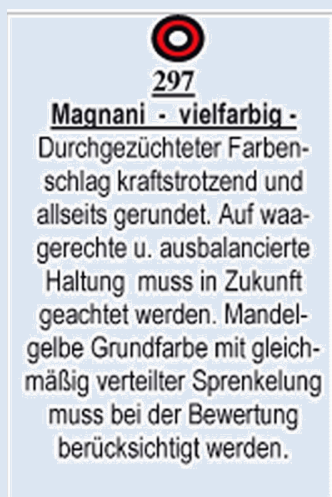 297
Magnani - vielfarbig -
Durchgezüchteter Farben-
schlag kraftstrotzend und
allseits gerundet. Auf waa-
gerechte u. ausbalancierte
Haltung muss in Zukunft
geachtet werden. Mandel-
gelbe Grundfarbe mit gleich-
mäßig verteilter Sprenkelung
muss bei der Bewertung
berücksichtigt werden.